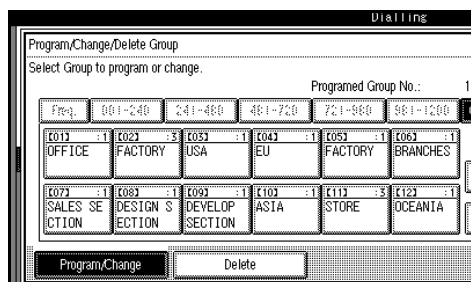 Dialling
Program/Change/Delete Group
Select Group to program or change.
Programed Group No.: 1
Freq. 001-240 241-480 481-720 721-960 961-1200
[01] :1 [02] :3 [03] :1 [04] :1 [05] :1 [06] :1
OFFICE FACTORY USA EU FACTORY BRANCHES
[07] :1 [08] :1 [09] :1 [10] :1 [11] :3 [12] :1
SALES SE DESIGN S DEVELOP ASIA STORE OCEANIA
CTION ECTION SECTION
Program/Change Delete